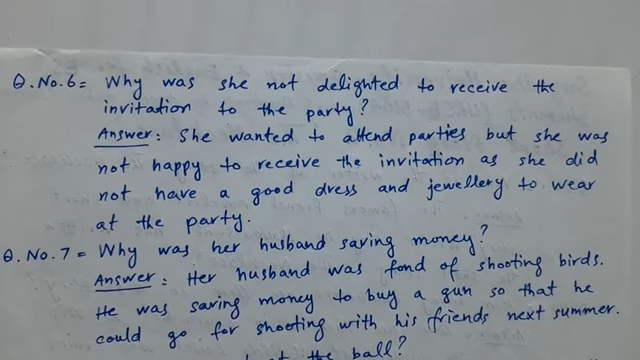 Q.No.6= Why was she not delighted to receive the
invitation to the party?
Answer: She wanted to attend parties but she was
not happy to receive the invitation as she did
not have a good dress and jewellery to wear
at the party.
Q.No.7= Why was her husband saving money?
Answer: Her husband was fond of shooting birds.
He was saving money to buy a gun so that he
could go for shooting with his friends next summer.
the ball?